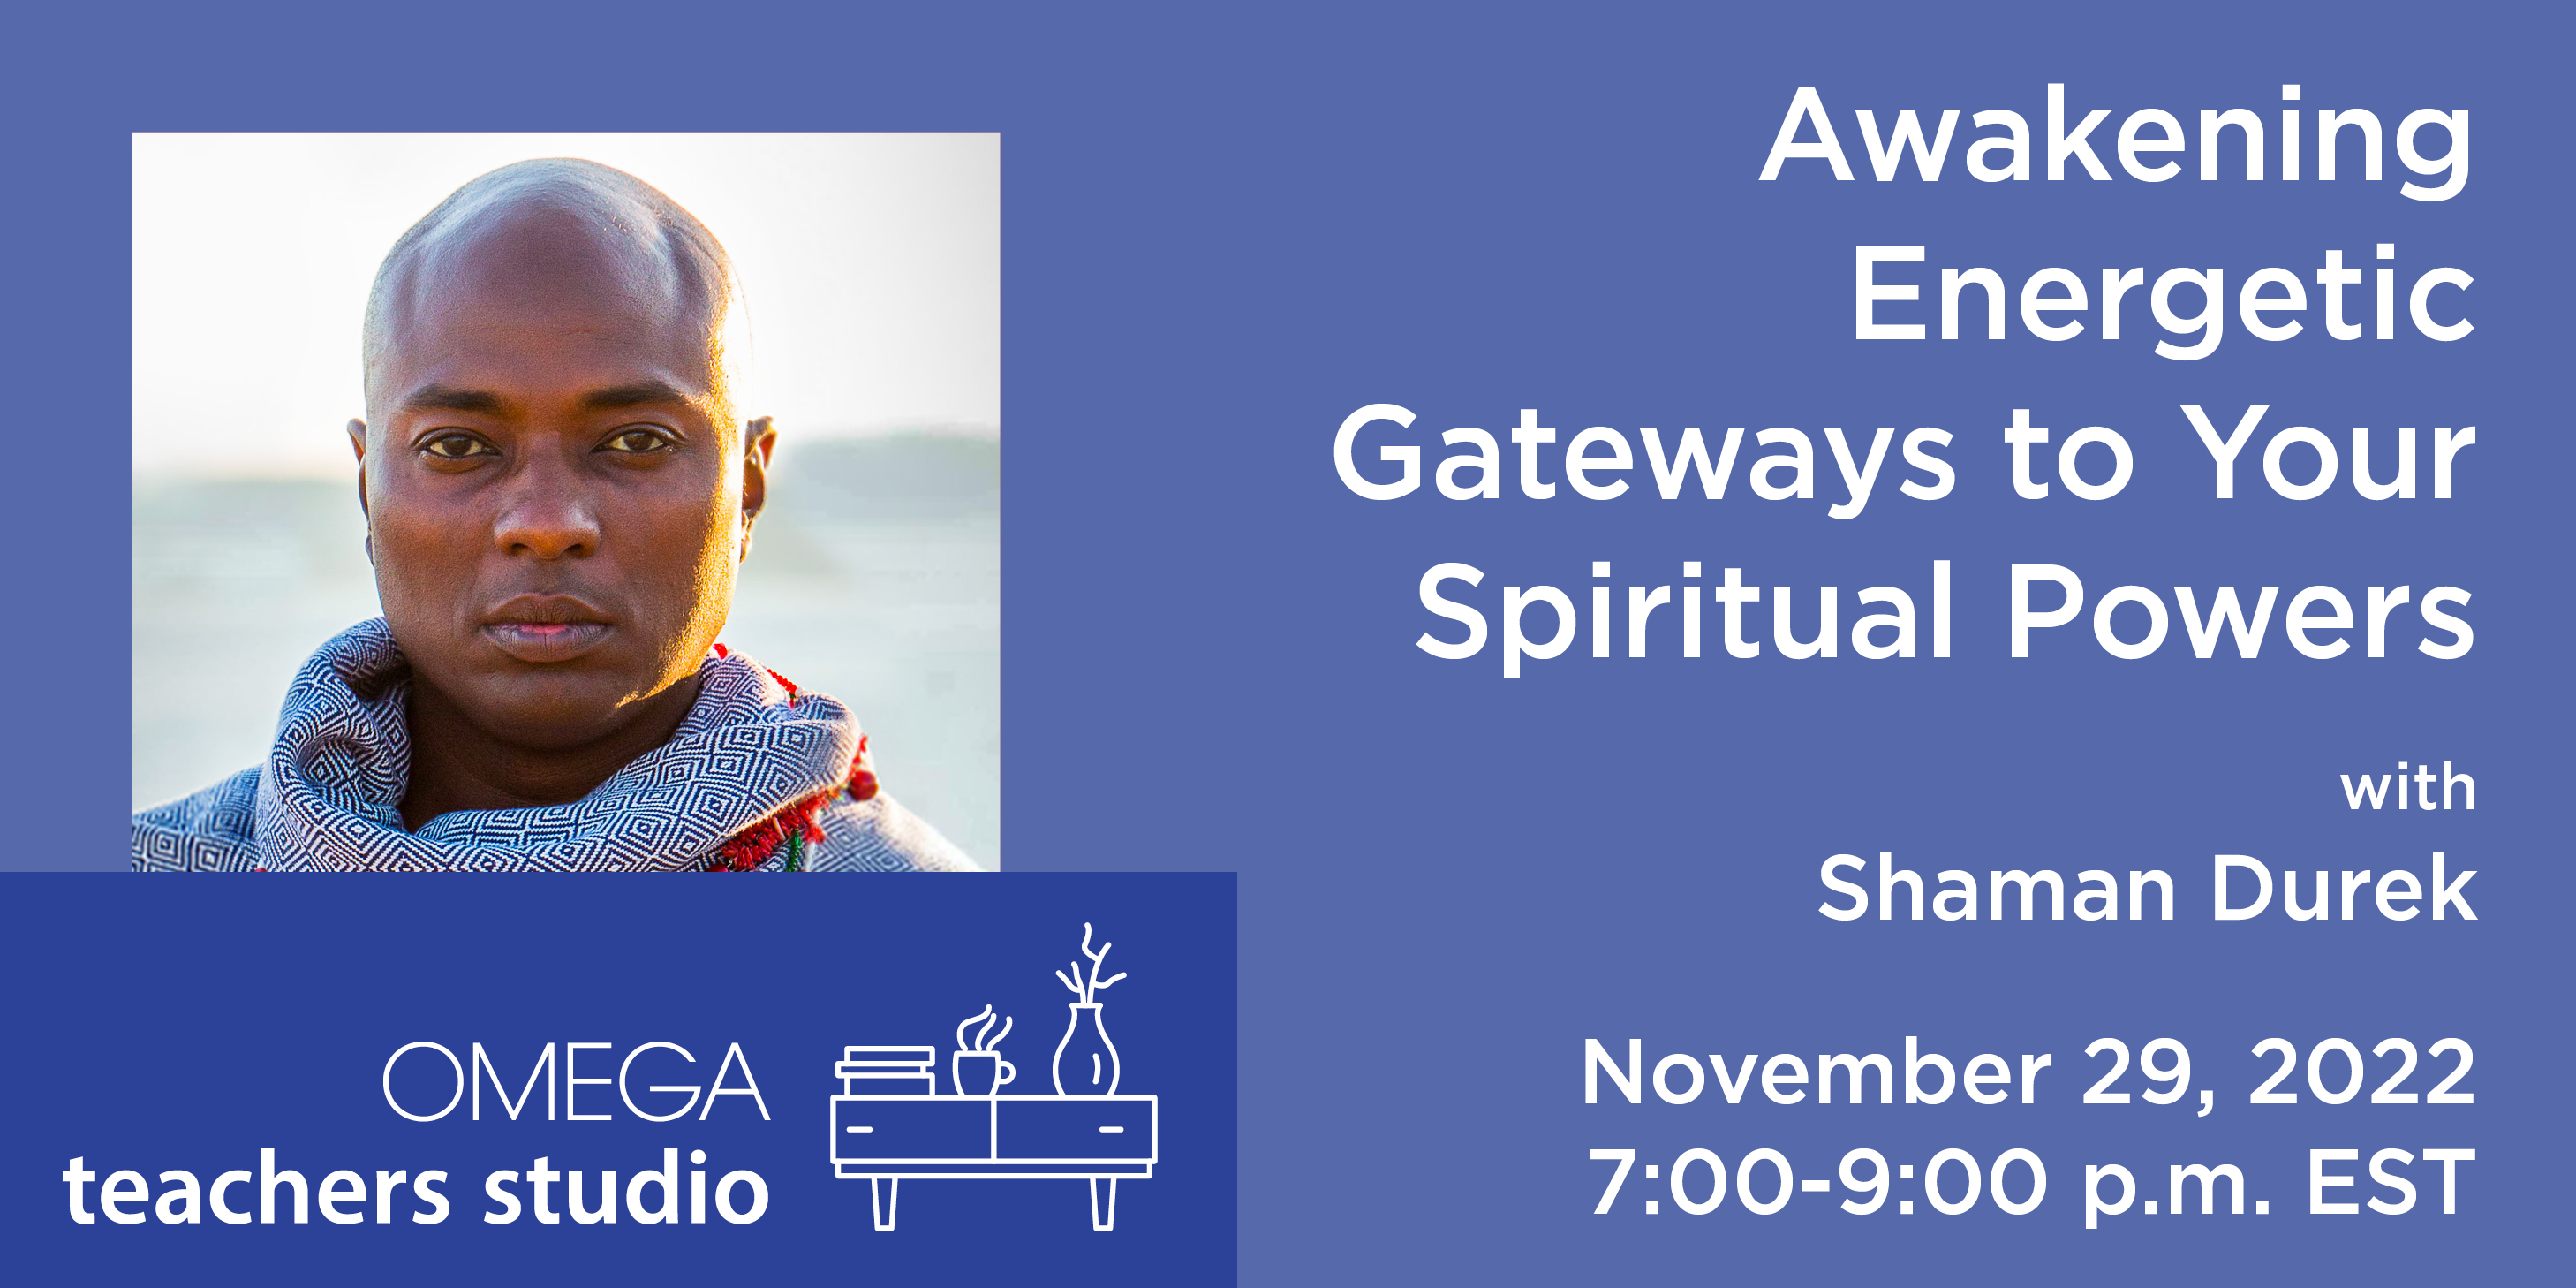 Awakening
Energetic
Gateways to Your
Spiritual Powers
with
Shaman Durek
November 29, 2022
7:00-9:00 p.m. EST
OMEGA
teachers studio